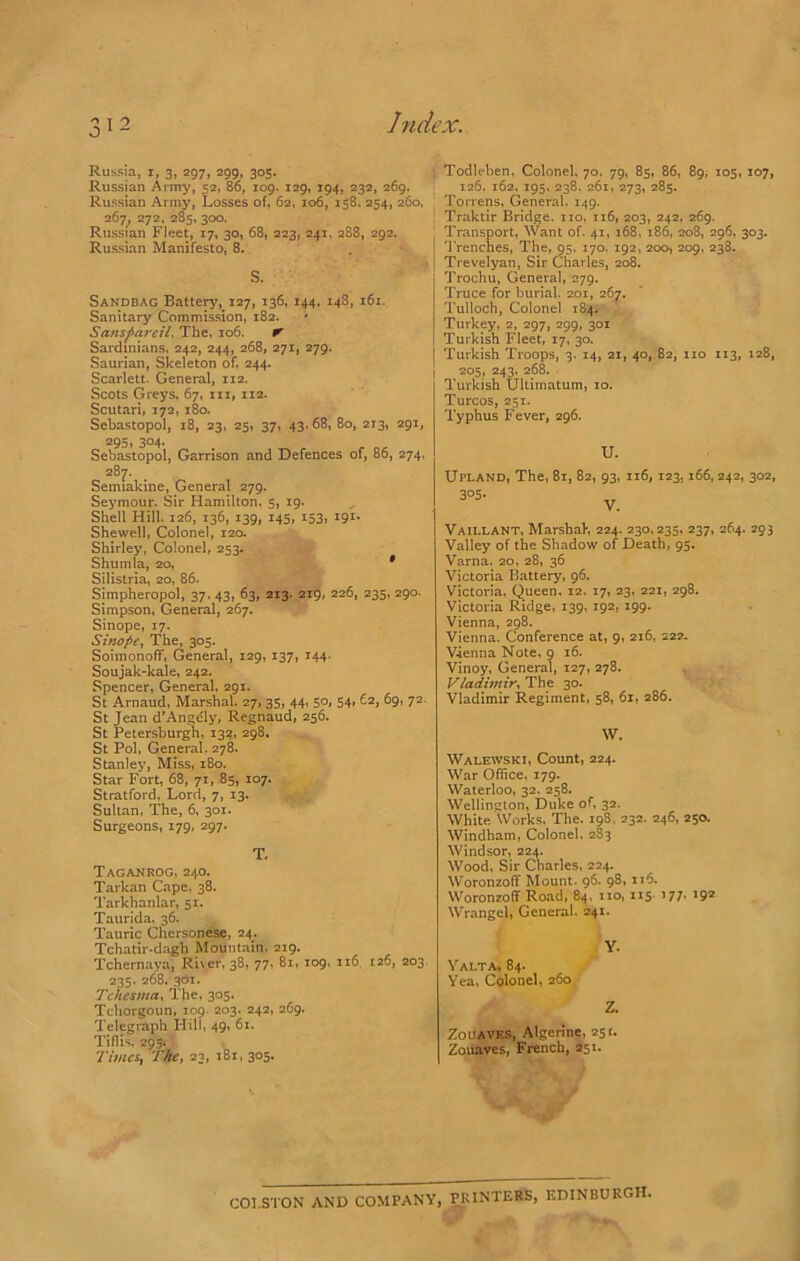 312 Index.
Russia, 1, 3, 297, 299, 305.
Russian Army, 52, 86, 109. 129, 194, 232, 269.
Russian Army, Losses of, 62, 106, 158, 254, 260,
267, 272, 285, 300.
Russian Fleet, 17, 30, 68, 223, 241, 288, 292.
Russian Manifesto, 8.
S.
SANDBAG Battery, 127, 136, 144, 148, 161.
Sanitary Commission, 182.
Sanspareil, The, 106.
Sardinians, 242, 244, 268, 271, 279.
Saurian, Skeleton of, 244.
Scarlett, General, 112.
Scots Greys, 67, 111, 112.
Scutari, 172, 180.
Sebastopol, 18, 23, 25, 37, 43. 68, 80, 213, 291,
295, 304.
Sebastopol, Garrison and Defences of, 86, 274,
287.
Semiakine, General 279.
Seymour, Sir Hamilton, 5, 19.
Shell Hill. 126, 136, 139, 145, 153, 191.
Shewell, Colonel, 120.
Shirley, Colonel, 253.
Shumla, 20,
Silistria, 20, 86.
Simpheropol, 37, 43, 63, 213. 219, 226, 235, 290.
Simpson, General, 267.
Sinope, 17.
Sinope, The, 305.
Soimonoff, General, 129, 137, 144.
Soujak-kale, 242.
Spencer, General, 291.
St Arnaud, Marshal. 27, 35, 44, 50, 54, 62, 69, 72.
St Jean d'Angély, Regnaud, 256.
St Petersburgh, 132, 298.
St Pol, General. 278.
Stanley, Miss, 180.
Star Fort, 68, 71, 85, 107.
Stratford, Lord, 7, 13.
Sultan, The, 6, 301.
Surgeons, 179, 297.
T.
TAGANROG, 240.
Tarkan Cape, 38.
Tarkhanlar, 51.
Taurida, 36.
Tauric Chersonese, 24.
Tchatir-dagh Mountain, 219.
Tchernaya, River, 38, 77, 81, 109, 116 126, 203
235. 268, 301.
Tchesma, The, 305.
Tchorgoun, 109. 203. 242, 269.
Telegraph Hill, 49, 61.
Tiflis, 295.
Times, The, 23, 181, 305.
Todleben, Colonel, 70, 79, 85, 86, 89, 105, 107,
126, 162, 195, 238, 261, 273, 285.
Torrens, General. 149.
Traktir Bridge, 110, 116, 203, 242, 269.
Transport, Want of. 41, 168, 186, 208, 296, 303.
Trenches, The, 95, 170. 192, 200, 209, 238.
Trevelyan, Sir Charles, 208.
Trochu, General, 279.
Truce for burial. 201, 267.
Tulloch, Colonel 184.
Turkey, 2, 297, 299, 301
Turkish Fleet, 17, 30.
Turkish Troops, 3, 14, 21, 40, 82, 110 113, 128,
205, 243, 268.
Turkish Ultimatum, 10.
Turcos, 251.
Typhus Fever, 296.
U.
UPLAND, The, 81, 82, 93, 116, 123, 166, 242, 302,
305.
V.
VAILLANT, Marshal, 224. 230, 235, 237, 264. 293
Valley of the Shadow of Death, 95.
Varna, 20, 28, 36
Victoria Battery, 96.
Victoria, Queen, 12. 17, 23, 221, 298.
Victoria Ridge, 139, 192, 199.
Vienna, 298.
Vienna, Conference at, 9, 216, 222.
Vienna Note, 9 16.
Vinoy, General, 127, 278.
Vladimir, The 30.
Vladimir Regiment, 58, 61, 286.
W.
WALEWSKI, Count, 224.
War Office, 179.
Waterloo, 32, 258.
Wellington, Duke of, 32.
White Works, The. 198, 232. 246, 250.
Windham, Colonel, 283
Windsor, 224.
Wood, Sir Charles, 224.
Woronzoff Mount. 96. 98, 116.
Woronzoff Road, 84, 110, 115 177, 192
Wrangel, General. 241.
Y.
YALTA, 84.
Yea, Colonel, 260
Z.
ZOUAVES, Algerine, 251.
Zouaves, French, 251.
COLSTON AND COMPANY, PRINTERS, EDINBURGH.